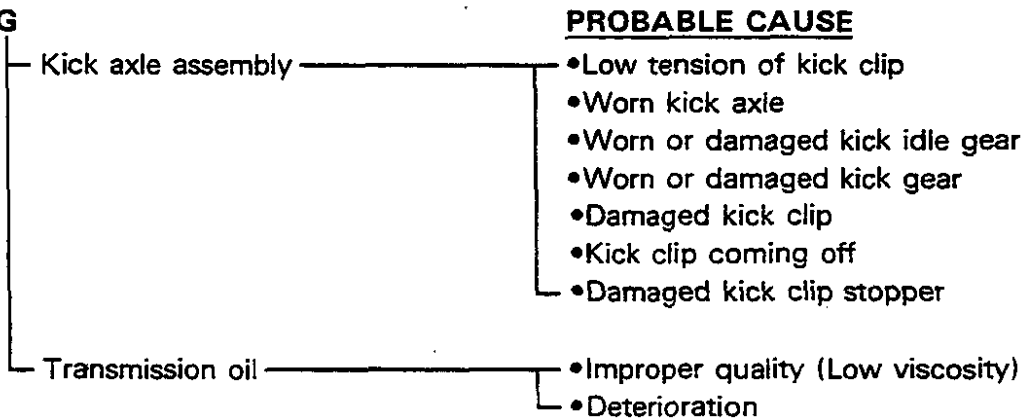 G
PROBABLE CAUSE
Kick axle assembly
•Low tension of kick clip
•Worn kick axle
•Worn or damaged kick idle gear
•Worn or damaged kick gear
•Damaged kick clip
•Kick clip coming off
•Damaged kick clip stopper
Transmission oil
•Improper quality (Low viscosity)
•Deterioration